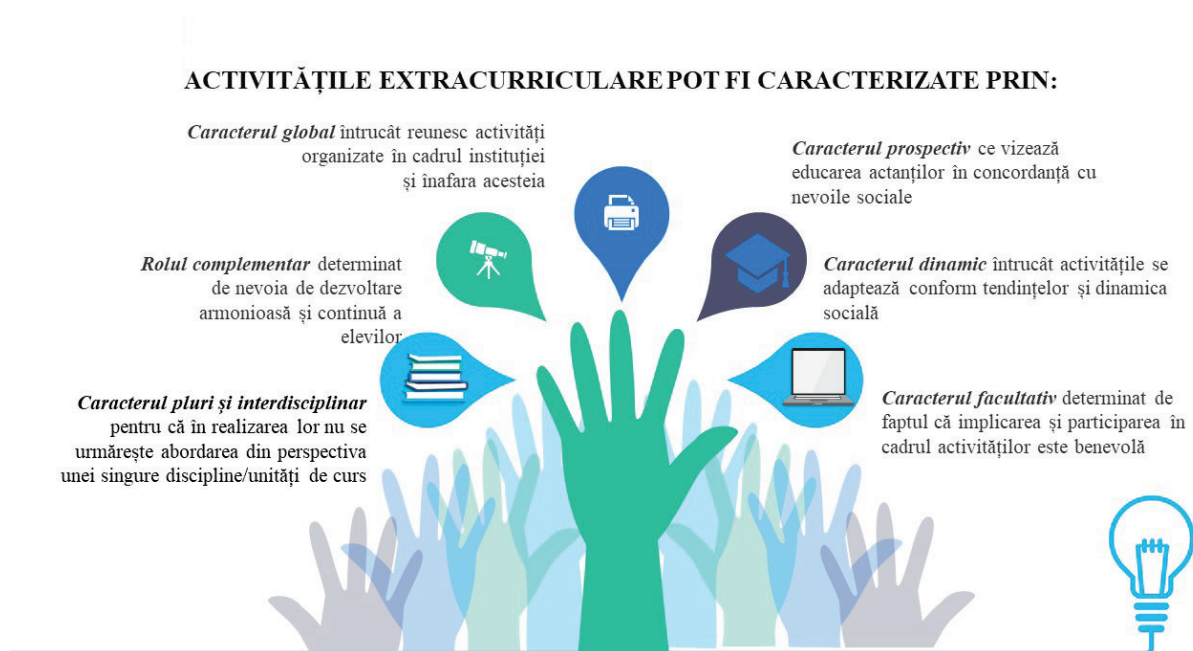 ACTIVITĂȚILE EXTRACURRICULARE POT FI CARACTERIZATE PRIN:
Caracterul global întrucât reunesc activități
organizate în cadrul instituției
și înafara acesteia
Rolul complementar determinat
de nevoia de dezvoltare
armonioasă și continuă a
elevilor
Caracterul pluri și interdisciplinar
pentru că în realizarea lor nu se
urmărește abordarea din perspectiva
unei singure discipline/unități de curs
Caracterul prospectiv ce vizează
educarea actanților în concordanță cu
nevoile sociale
Caracterul dinamic întrucât activitățile se
adaptează conform tendințelor și dinamica
socială
Caracterul facultativ determinat de
faptul că implicarea și participarea în
cadrul activităților este benevolă